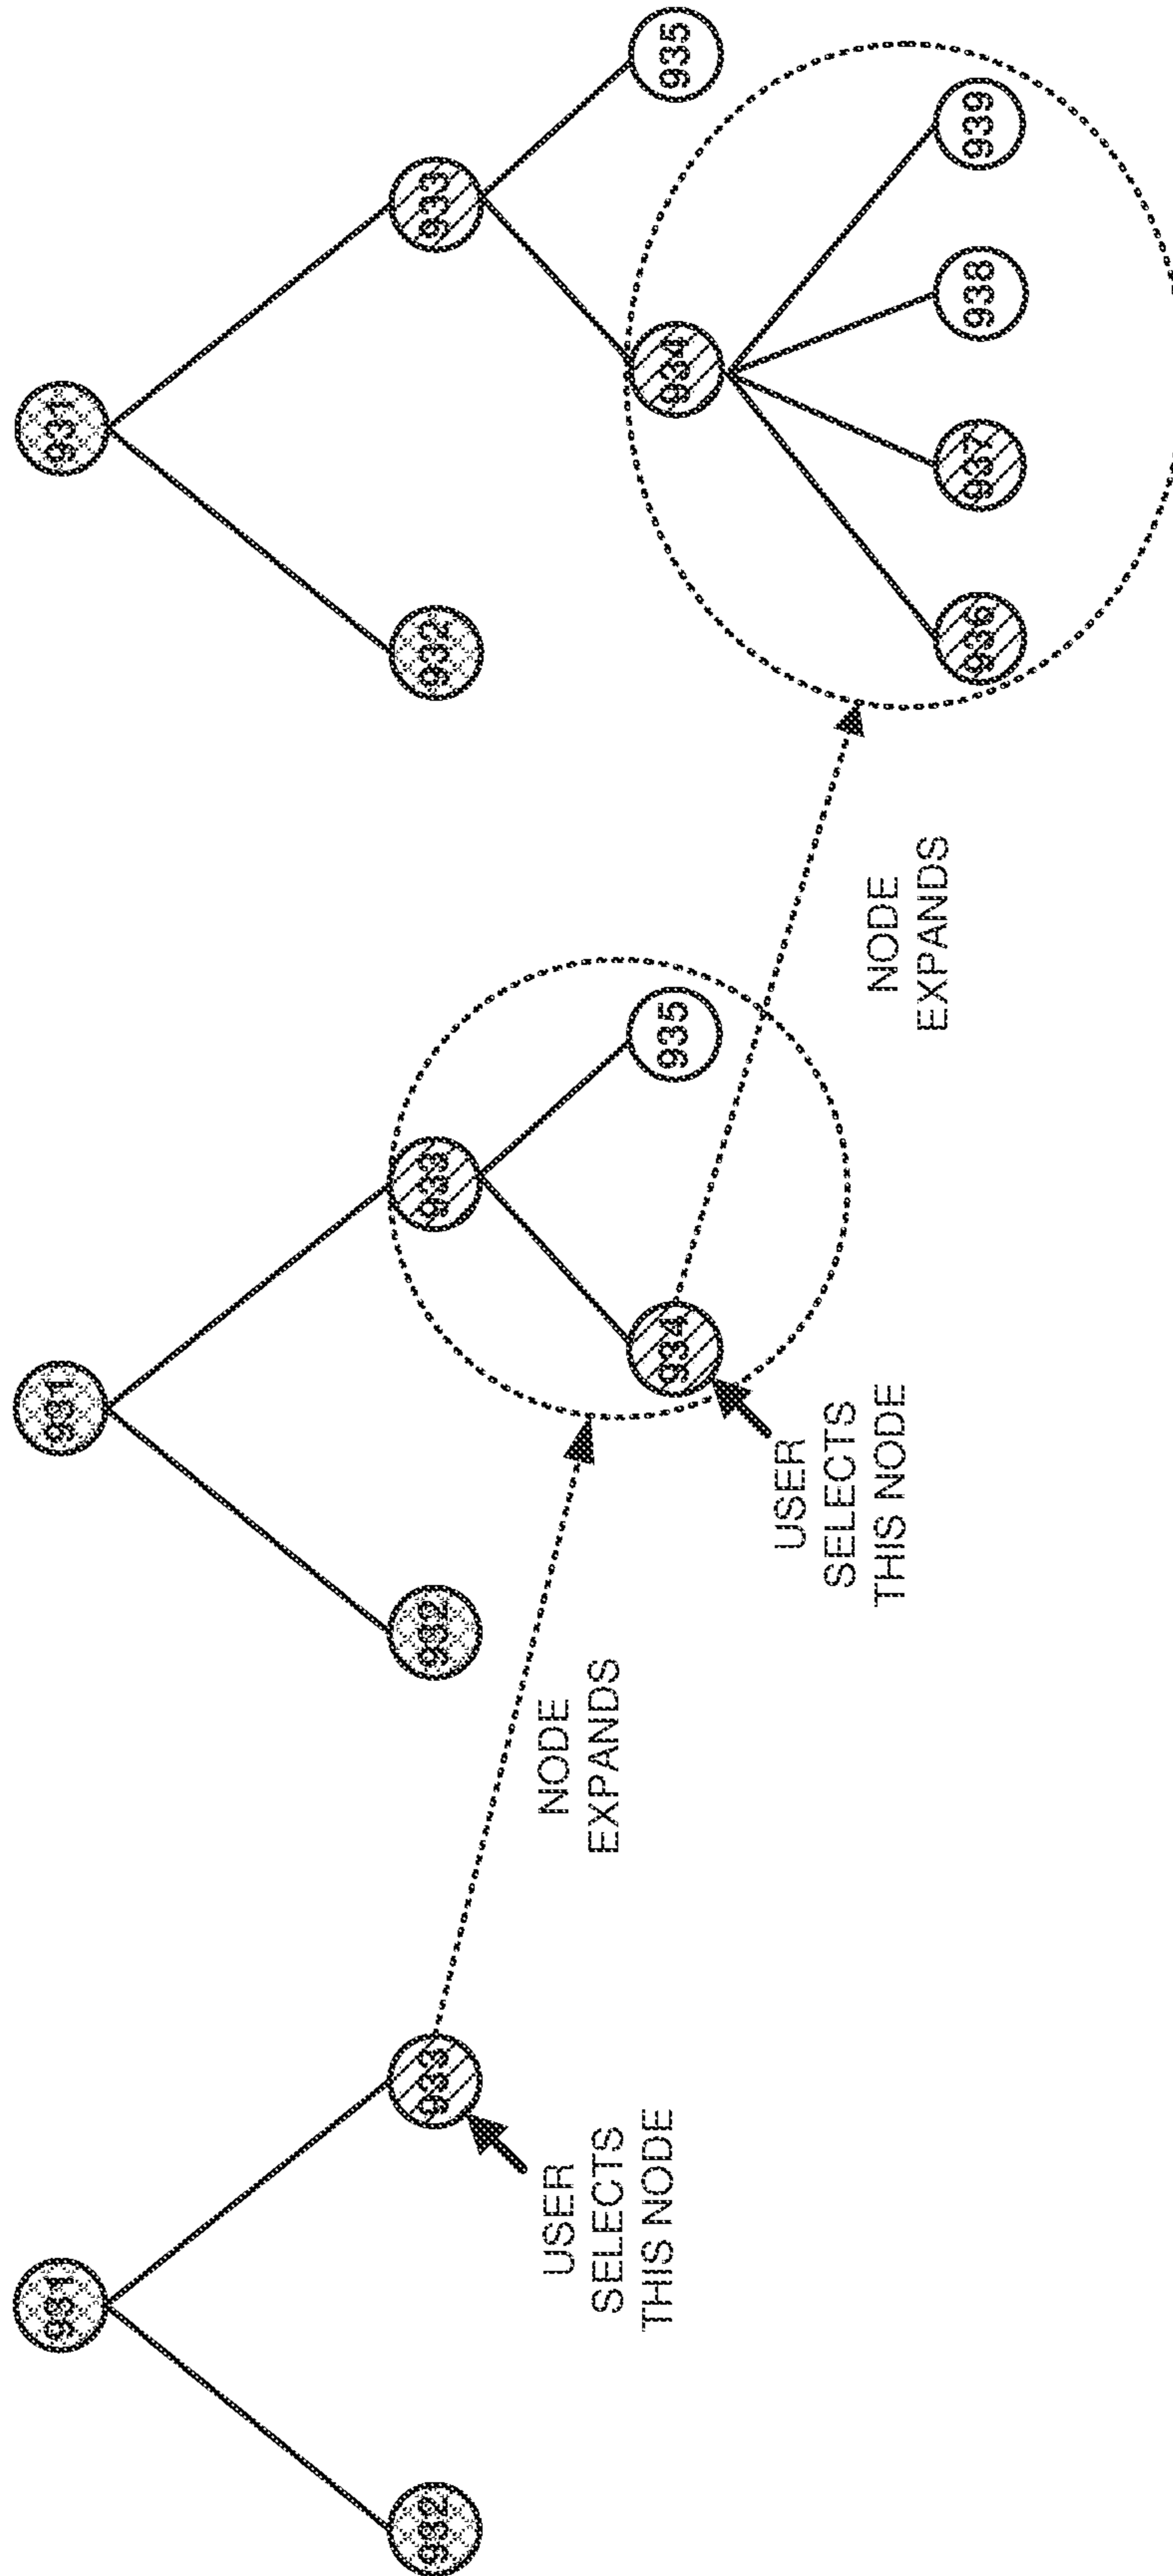 931
932
933
USER
SELECTS
THIS NODE
NODE
EXPANDS
931
932
933
934
935
USER
SELECTS
THIS NODE
NODE
EXPANDS
931
932
933
934
935
936
937
938
939